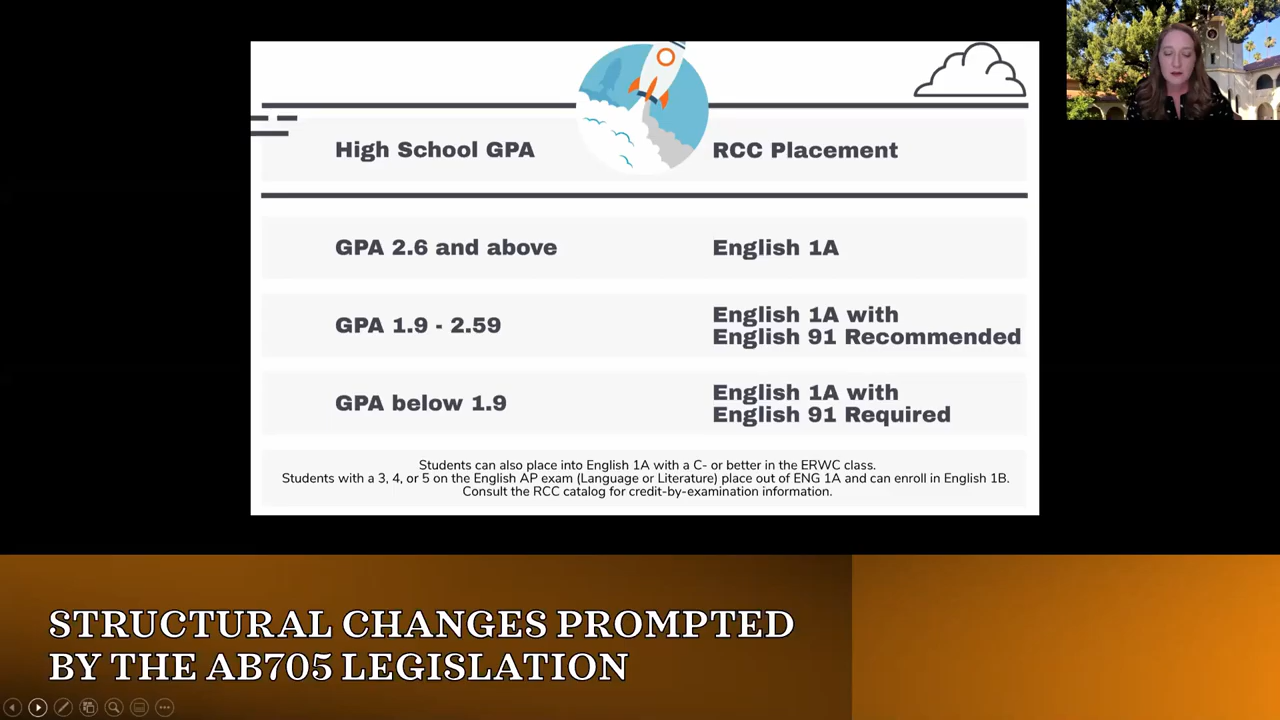 High School GPA
RCC Placement
GPA 2.6 and above
English 1A
GPA 1.9 - 2.59
English 1A with
English 91 Recommended
GPA below 1.9
English 1A with
English 91 Required
Students can also place into English 1A with a C- or better in the ERWC class.
Students with a 3, 4, or 5 on the English AP exam (Language or Literature) place out of ENG 1A and can enroll in English 1B.
Consult the RCC catalog for credit-by-examination information.
STRUCTURAL CHANGES PROMPTED
BY THE AB705 LEGISLATION